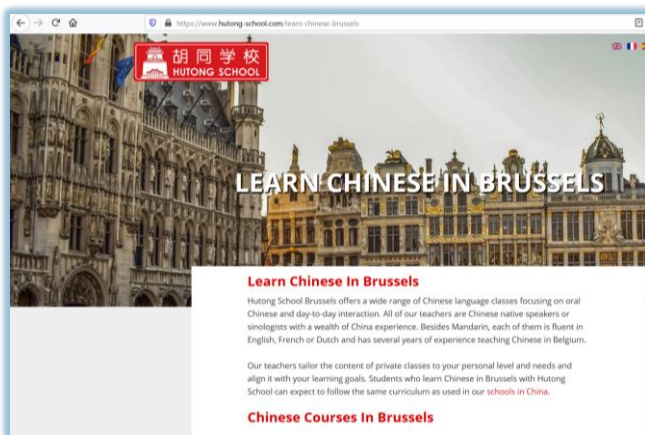 https://www.hutong-school.com/learn-chinese-brussels
胡同学校
HUTONG SCHOOL
LEARN CHINESE IN BRUSSELS
Learn Chinese In Brussels
Hutong School Brussels offers a wide range of Chinese language classes focusing on oral
Chinese and day-to-day interaction. All of our teachers are Chinese native speakers or
sinologists with a wealth of China experience. Besides Mandarin, each of them is fluent in
English, French or Dutch and has several years of experience teaching Chinese in Belgium.
Our teachers tailor the content of private classes to your personal level and needs and
align it with your learning goals. Students who learn Chinese in Brussels with Hutong
School can expect to follow the same curriculum as used in our schools in China.
Chinese Courses In Brussels